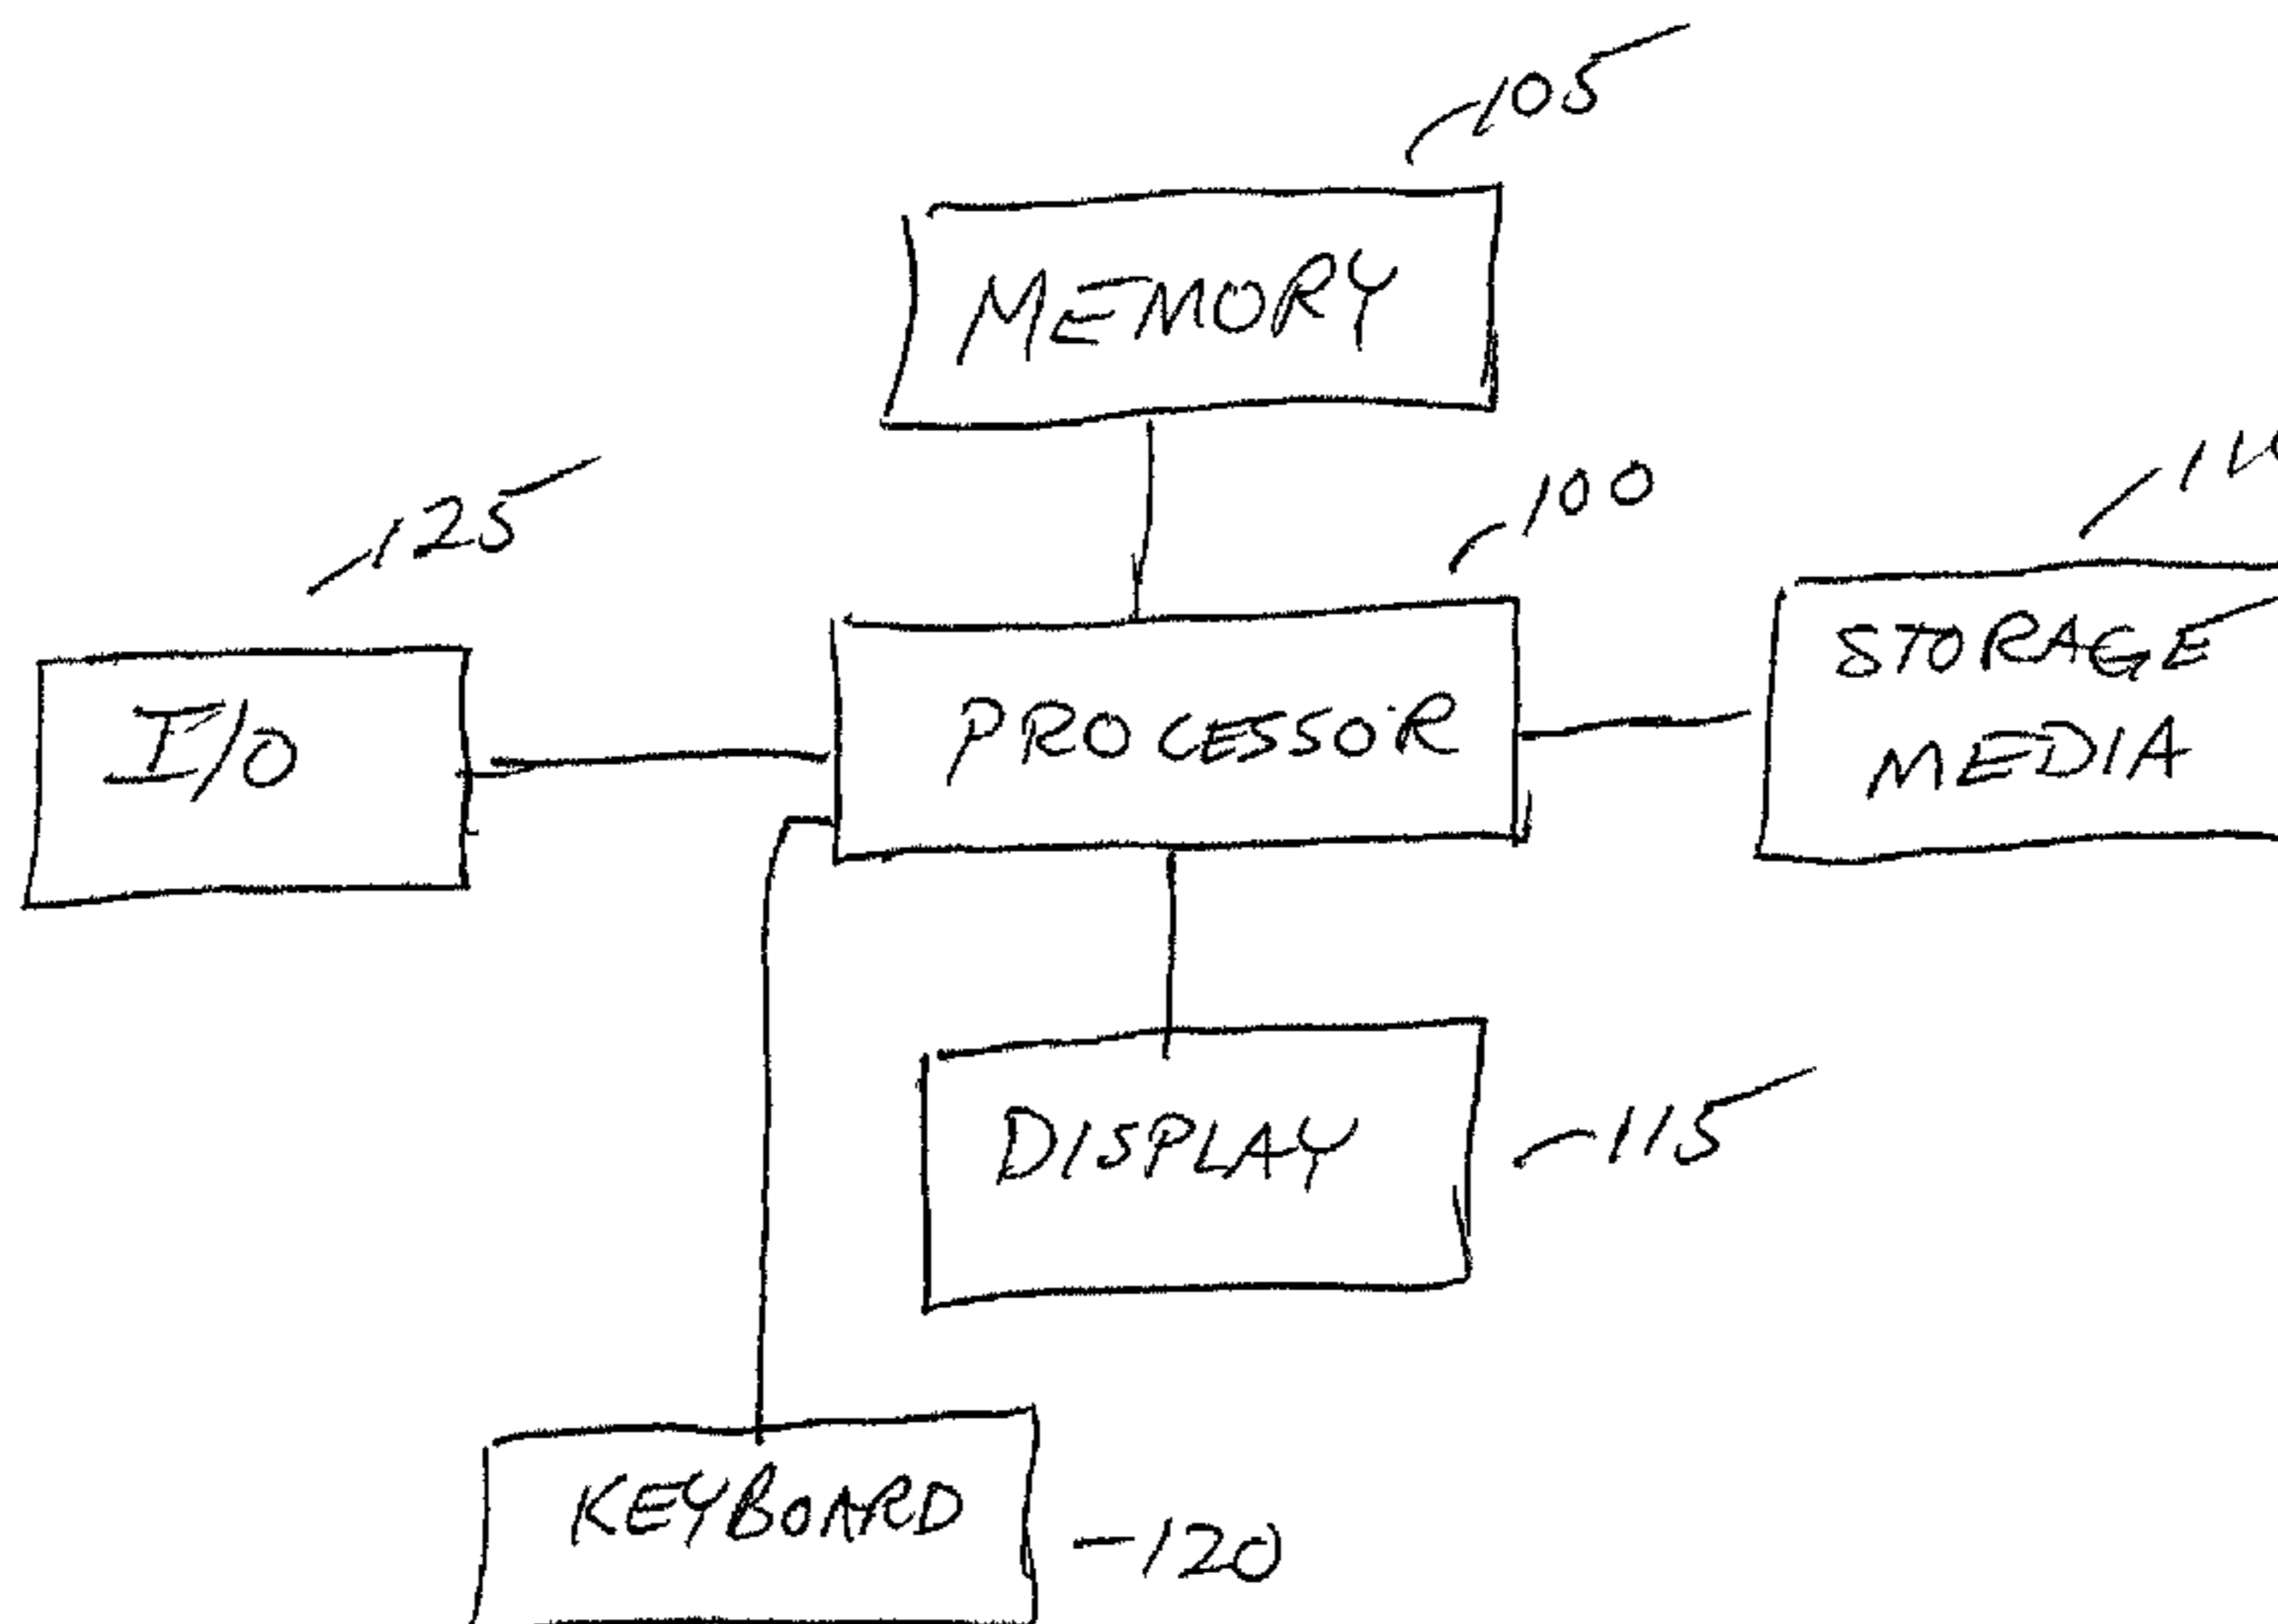 105
MEMORY
125
100
I/O
PROCESSOR
STORAGE
MEDIA
DISPLAY
115
KEYBOARD
120